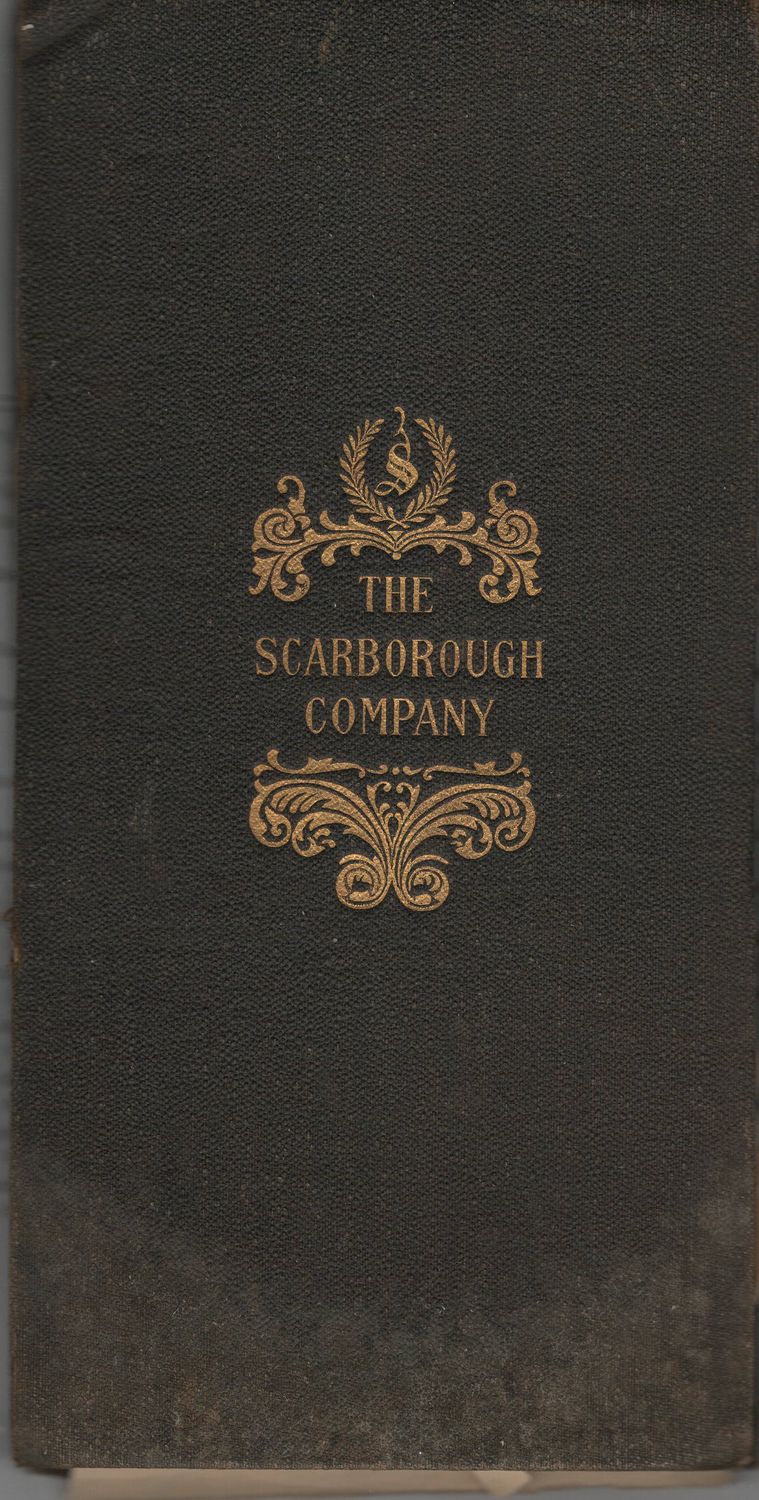 S
THE
SCARBOROUGH
COMPANY